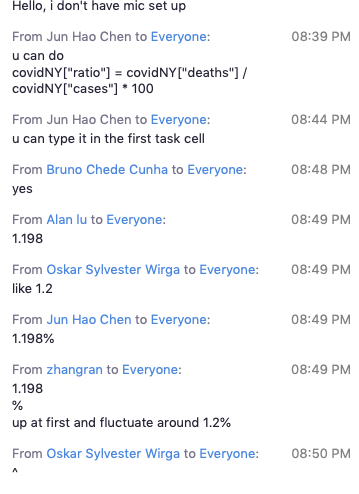 Hello, i don't have mic set up
From Jun Hao Chen to Everyone: 08:39 PM
u can do
covidNY["ratio"] = covidNY["deaths"] /
covidNY["cases"] * 100
From Jun Hao Chen to Everyone: 08:44 PM
u can type it in the first task cell
From Bruno Chede Cunha to Everyone: 08:48 PM
yes
From Alan lu to Everyone: 08:49 PM
1.198
From Oskar Sylvester Wirga to Everyone: 08:49 PM
like 1.2
From Jun Hao Chen to Everyone: 08:49 PM
1.198%
From zhangran to Everyone: 08:49 PM
1.198
%
up at first and fluctuate around 1.2%
From Oskar Sylvester Wirga to Everyone: 08:50 PM
^